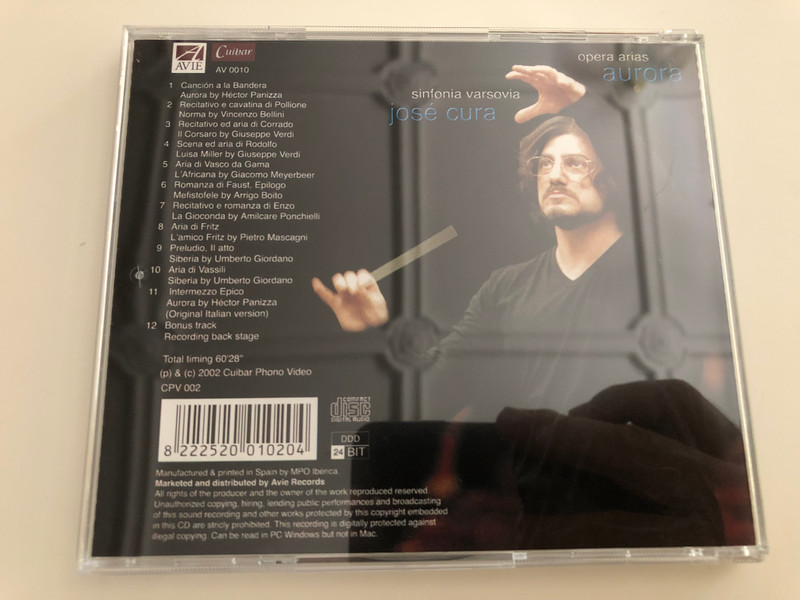 AVIE
Cuibar
AV 0010
1 Canción a la Bandera
Aurora by Héctor Panizza
2 Recitativo e cavatina di Pollione
Norma by Vincenzo Bellini
3 Recitativo ed aria di Corrado
Il Corsaro by Giuseppe Verdi
4 Scena ed aria di Rodolfo
Luisa Miller by Giuseppe Verdi
5 Aria di Vasco da Gama
L'Africana by Giacomo Meyerbeer
6 Romanza di Faust, Epilogo
Mefistofele by Arrigo Boito
7 Recitativo e romanza di Enzo
La Gioconda by Amilcare Ponchielli
8 Aria di Fritz
L'amico Fritz by Pietro Mascagni
9 Preludio, II atto
Siberia by Umberto Giordano
10 Aria di Vassili
Siberia by Umberto Giordano
11 Intermezzo Epico
Aurora by Héctor Panizza
(Original Italian version)
12 Bonus track
Recording back stage
Total timing 60'28"
(p) & (c) 2002 Cuibar Phono Video
CPV 002
opera arias
aurora
sinfonia varsovia
josé cura
8 222520 010204
COMPACT
disc
DIGITAL AUDIO
DDD
24 BIT
Manufactured & printed in Spain by MPO Iberica.
Marketed and distributed by Avie Records
All rights of the producer and the owner of the work reproduced reserved.
Unauthorized copying, hiring, lending public performances and broadcasting
of this sound recording and other works protected by this copyright embedded
in this CD are stricly prohibited. This recording is digitally protected against
illegal copying. Can be read in PC Windows but not in Mac.